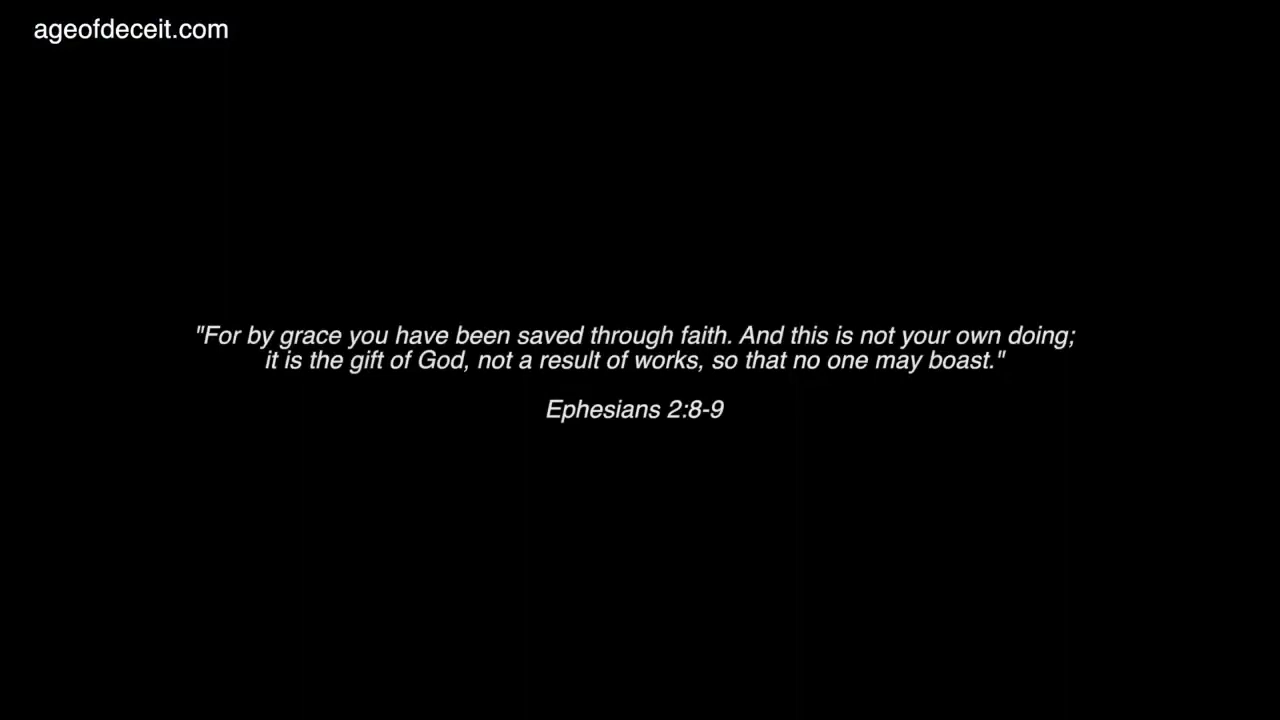 ageofdeceit.com
"For by grace you have been saved through faith. And this is not your own doing;
it is the gift of God, not a result of works, so that no one may boast."
Ephesians 2:8-9